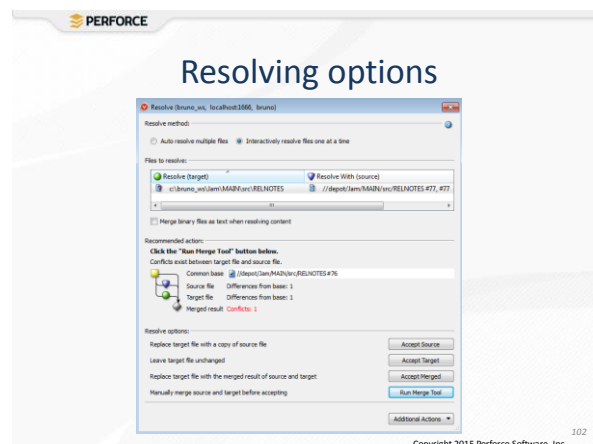 PERFORCE
Resolving options
Resolve (bruno_ws, localhost:1666, bruno)
Resolve method:
Auto resolve multiple files Interactively resolve files one at a time
Files to resolve:
Resolve (target) Resolve With (source)
c:\bruno_ws\Jam\MAIN\src\RELNOTES //depot/Jam/MAIN/src/RELNOTES #77, #77
Merge binary files as text when resolving content
Recommended action:
Click the "Run Merge Tool" button below.
Conflicts exist between target file and source file.
Common base //depot/Jam/MAIN/src/RELNOTES #76
Source file Differences from base: 1
Target file Differences from base: 1
Merged result Conflicts: 1
Resolve options:
Replace target file with a copy of source file Accept Source
Leave target file unchanged Accept Target
Replace target file with the merged result of source and target Accept Merged
Manually merge source and target before accepting Run Merge Tool
Additional Actions
102
Copyright 2015 Perforce Software, Inc.